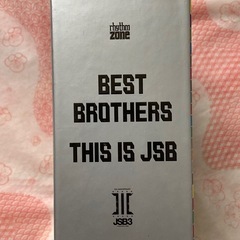 rhythm
zone
BEST
BROTHERS
THIS IS JSB
JSB3